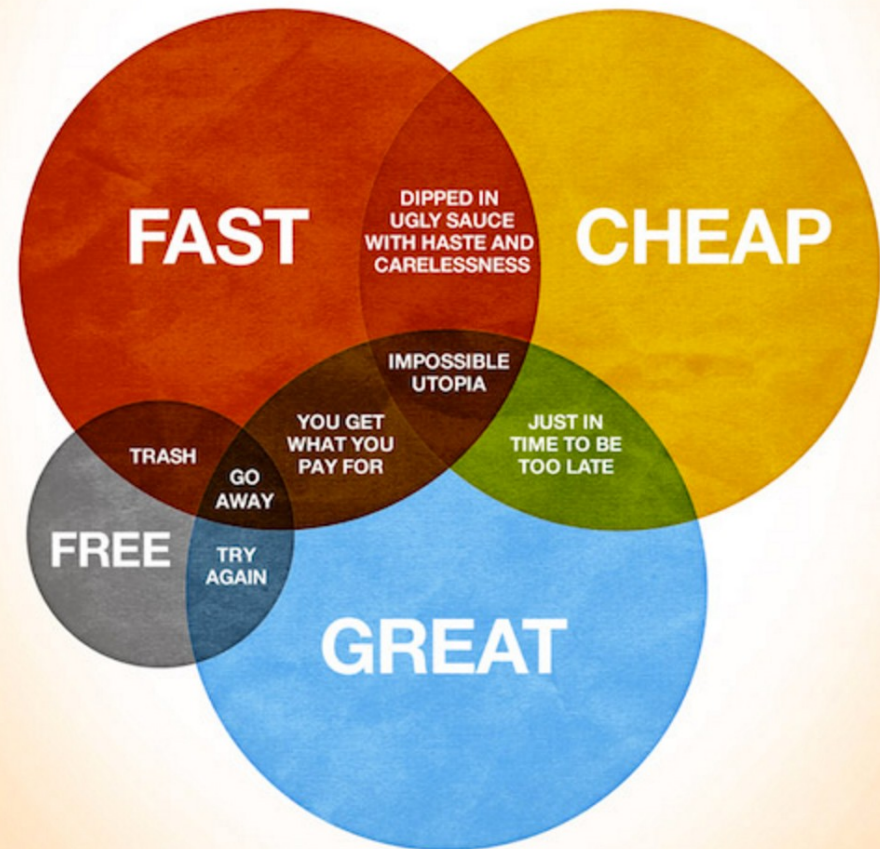 FAST
DIPPED IN
UGLY SAUCE
WITH HASTE AND
CARELESSNESS
CHEAP
IMPOSSIBLE
UTOPIA
YOU GET
WHAT YOU
PAY FOR
JUST IN
TIME TO BE
TOO LATE
TRASH
GO
AWAY
FREE
TRY
AGAIN
GREAT